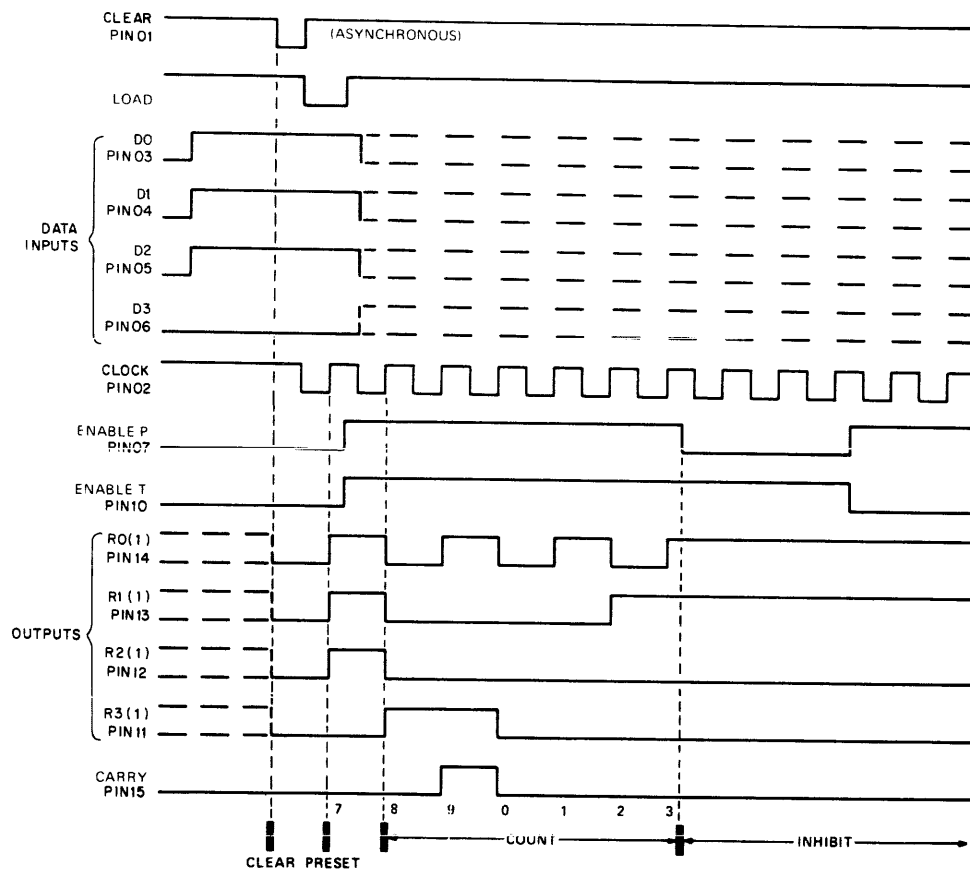 CLEAR
PIN 01
(ASYNCHRONOUS)
LOAD
DATA
INPUTS
D0
PIN 03
D1
PIN 04
D2
PIN 05
D3
PIN 06
CLOCK
PIN 02
ENABLE P
PIN 07
ENABLE T
PIN 10
OUTPUTS
R0(1)
PIN 14
R1(1)
PIN 13
R2(1)
PIN 12
R3(1)
PIN 11
CARRY
PIN 15
7 8 9 0 1 2 3
COUNT INHIBIT
CLEAR PRESET